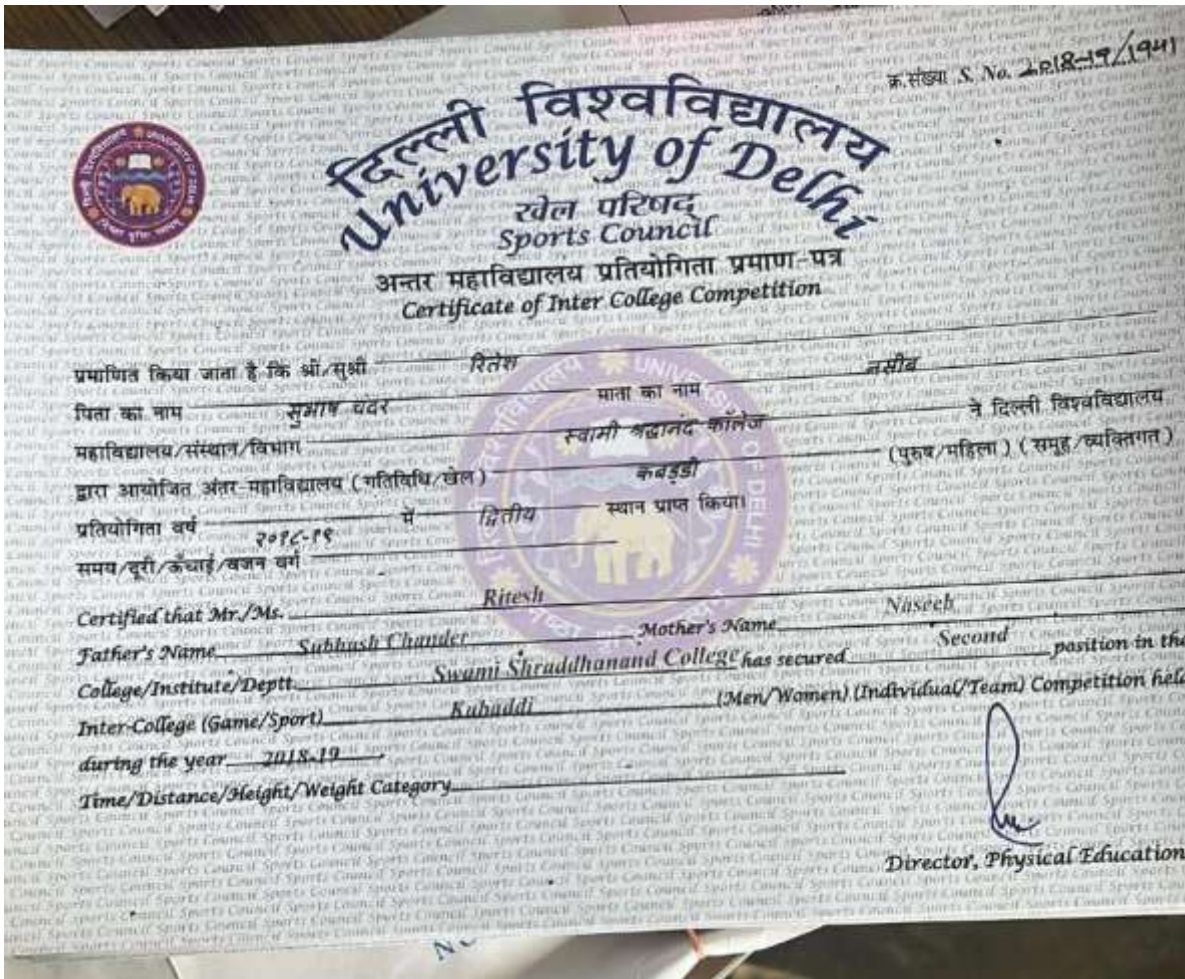 क्र.संख्या S. No. 2018-19/1941
दिल्ली विश्वविद्यालय
University of Delhi
खेल परिषद्
Sports Council
अन्तर महाविद्यालय प्रतियोगिता प्रमाण-पत्र
Certificate of Inter College Competition
प्रमाणित किया जाता है कि श्री/सुश्री रितेश
पिता का नाम सुभाष चंदर माता का नाम नसीब
महाविद्यालय/संस्थान/विभाग स्वामी श्रद्धानंद कॉलेज ने दिल्ली विश्वविद्यालय
द्वारा आयोजित अंतर-महाविद्यालय (गतिविधि/खेल) कबड्डी (पुरुष/महिला) (समूह/व्यक्तिगत)
प्रतियोगिता वर्ष २०१८-१९ में द्वितीय स्थान प्राप्त किया।
समय/दूरी/ऊँचाई/वजन वर्ग
Certified that Mr./Ms. Ritesh
Father's Name Subhash Chander Mother's Name Naseeb
College/Institute/Deptt. Swami Shraddhanand College has secured Second position in the
Inter-College (Game/Sport) Kabaddi (Men/Women) (Individual/Team) Competition held
during the year 2018-19
Time/Distance/Height/Weight Category
Director, Physical Education